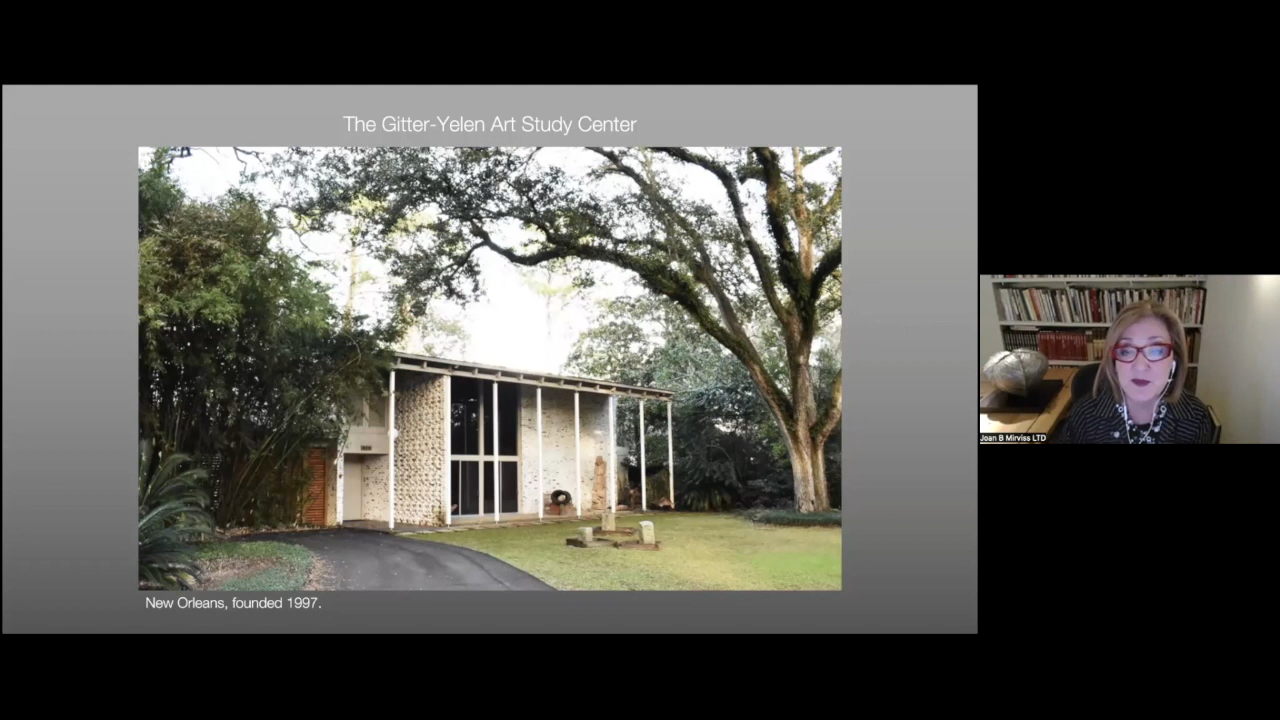 The Gitter-Yelen Art Study Center
New Orleans, founded 1997.
Joan B Mirviss LTD